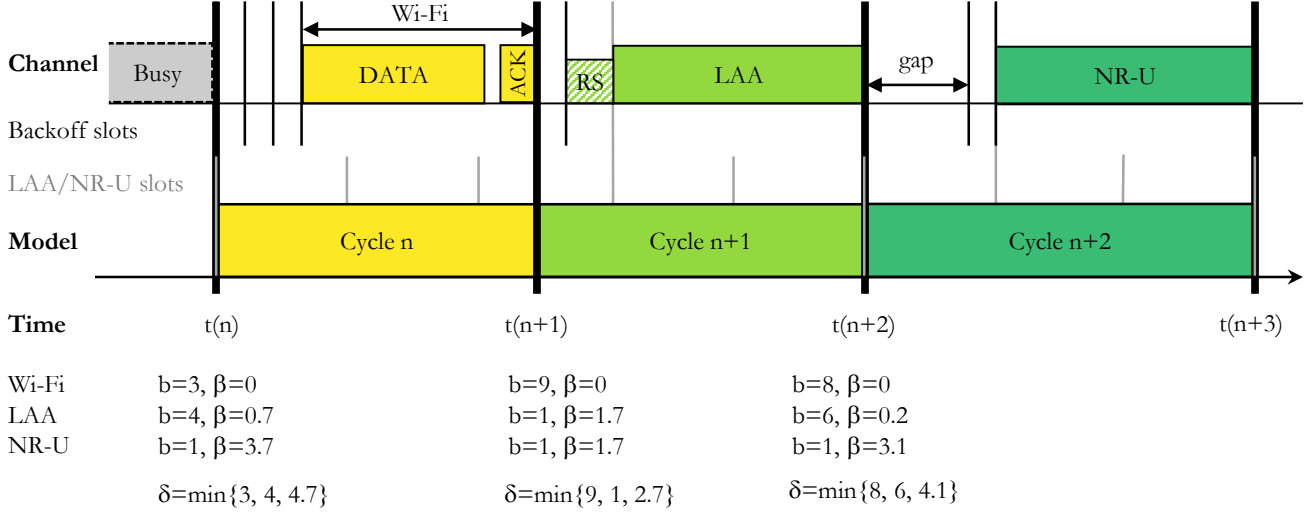 Wi-Fi
Channel Busy DATA ACK RS LAA gap NR-U
Backoff slots
LAA/NR-U slots
Model Cycle n Cycle n+1 Cycle n+2
Time t(n) t(n+1) t(n+2) t(n+3)
Wi-Fi b=3, β=0 b=9, β=0 b=8, β=0
LAA b=4, β=0.7 b=1, β=1.7 b=6, β=0.2
NR-U b=1, β=3.7 b=1, β=1.7 b=1, β=3.1
δ=min{3, 4, 4.7} δ=min{9, 1, 2.7} δ=min{8, 6, 4.1}